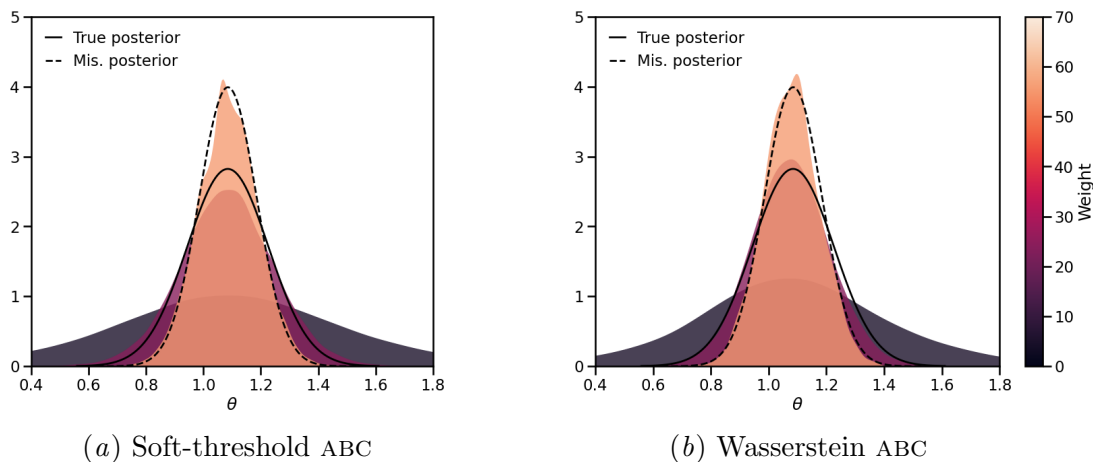 5
4
3
2
1
0
True posterior
Mis. posterior
0.4 0.6 0.8 1.0 1.2 1.4 1.6 1.8
θ
(a) Soft-threshold ABC
5
4
3
2
1
0
True posterior
Mis. posterior
0.4 0.6 0.8 1.0 1.2 1.4 1.6 1.8
θ
(b) Wasserstein ABC
70
60
50
40
30
20
10
0
Weight